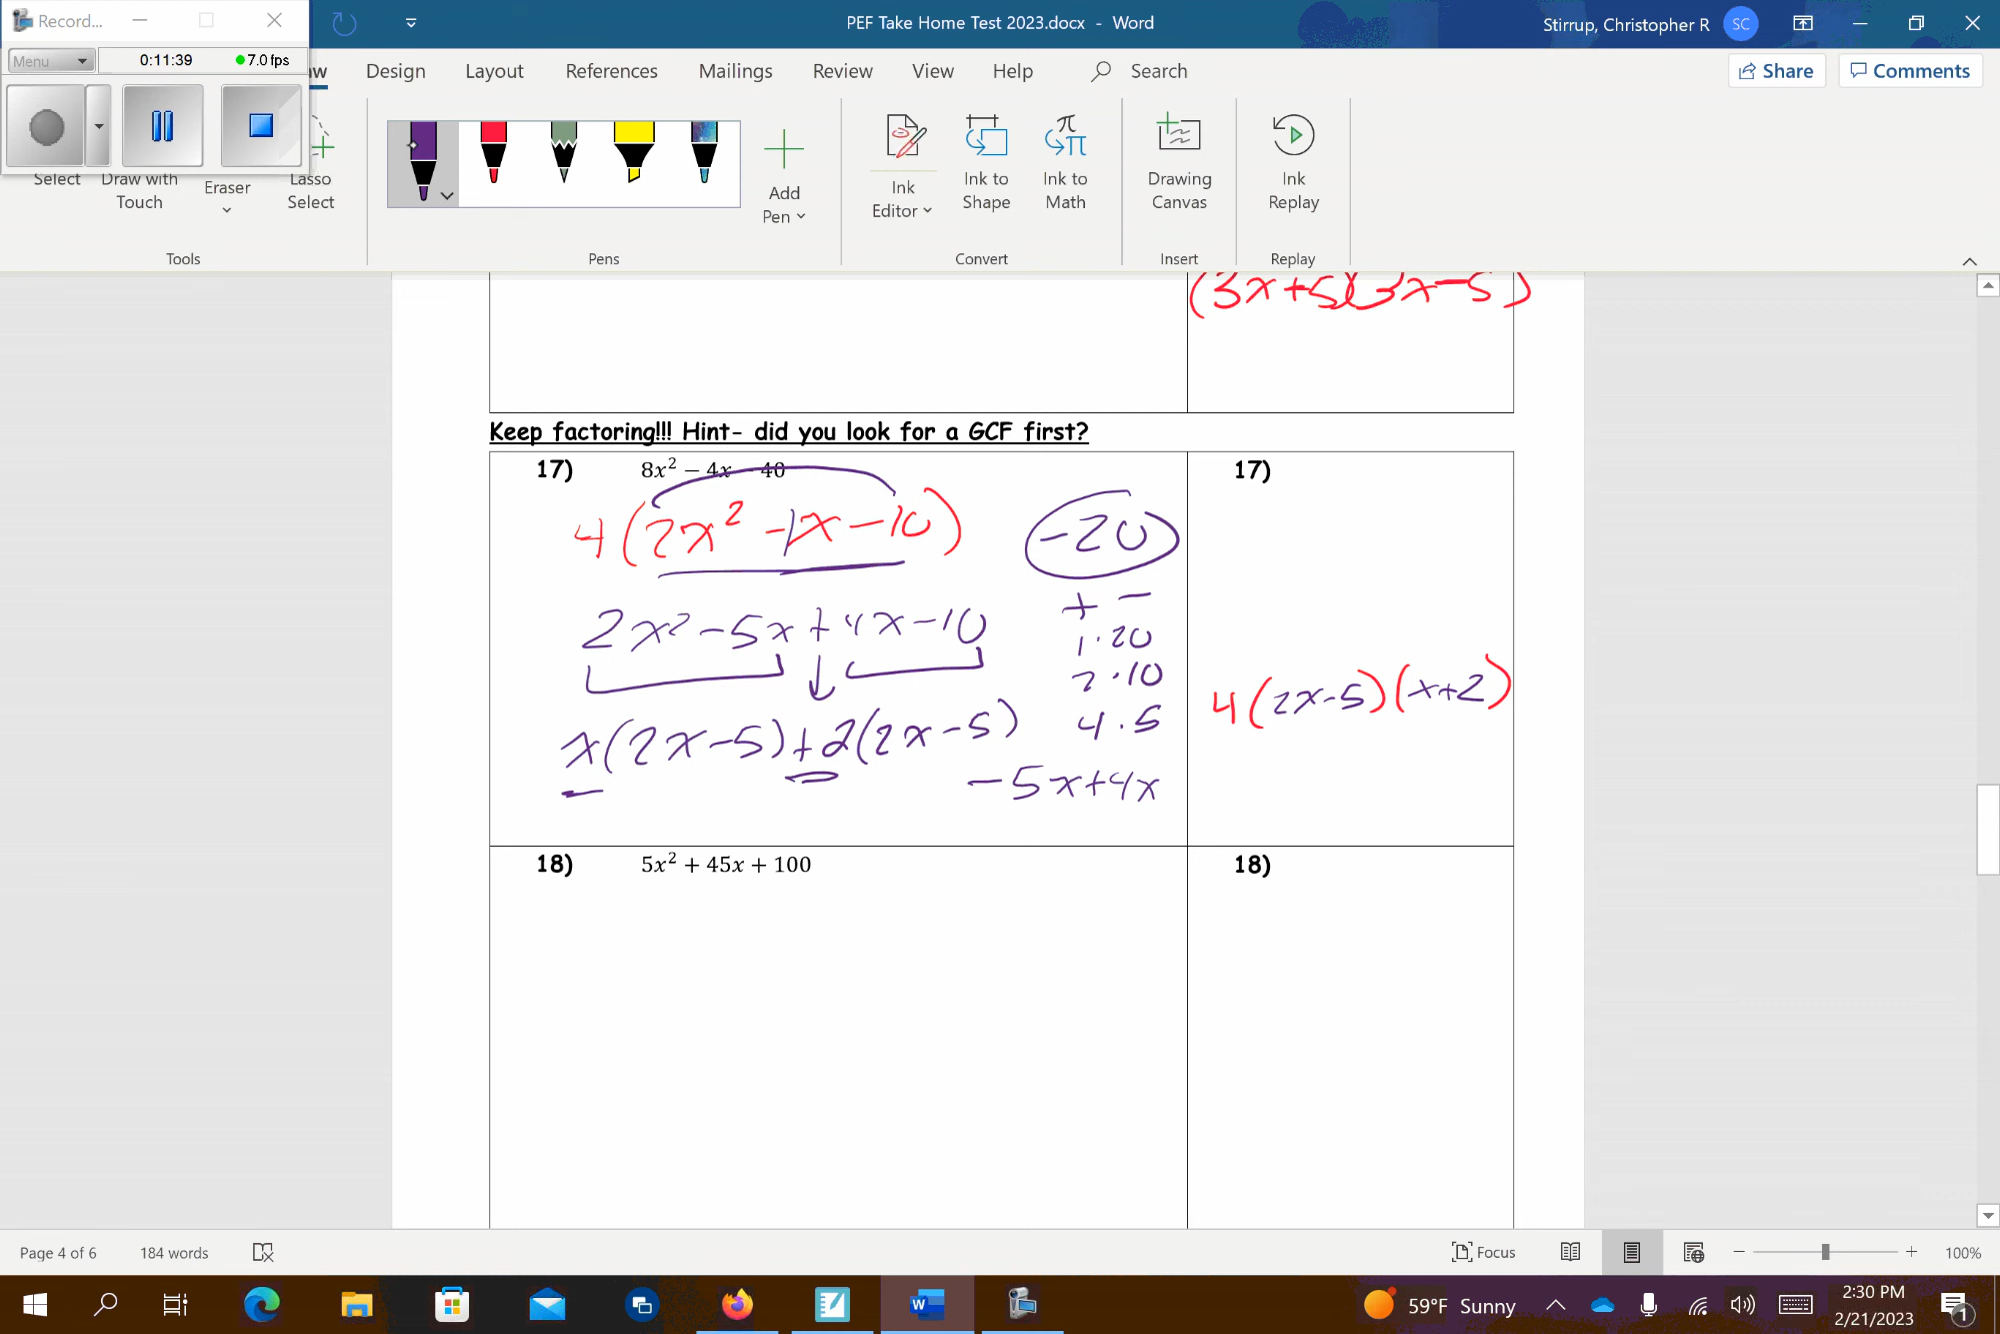 Record...
PEF Take Home Test 2023.docx - Word
Stirrup, Christopher R
SC
Menu
0:11:39
7.0 fps
Design
Layout
References
Mailings
Review
View
Help
Search
Share
Comments
Select
Draw with Touch
Eraser
Lasso Select
Add Pen
Ink Editor
Ink to Shape
Ink to Math
Drawing Canvas
Ink Replay
Tools
Pens
Convert
Insert
Replay
(3x+5)(3x-5)
Keep factoring!!! Hint- did you look for a GCF first?
17) 8x² − 4x − 40
17)
4(2x² - 1x - 10)
-20
+ −
2x² - 5x + 4x - 10
1·20
2·10
4(2x-5)(x+2)
4·5
x(2x-5)+2(2x-5)
-5x+4x
18) 5x² + 45x + 100
18)
Page 4 of 6
184 words
Focus
100%
59°F Sunny
2:30 PM
2/21/2023
1